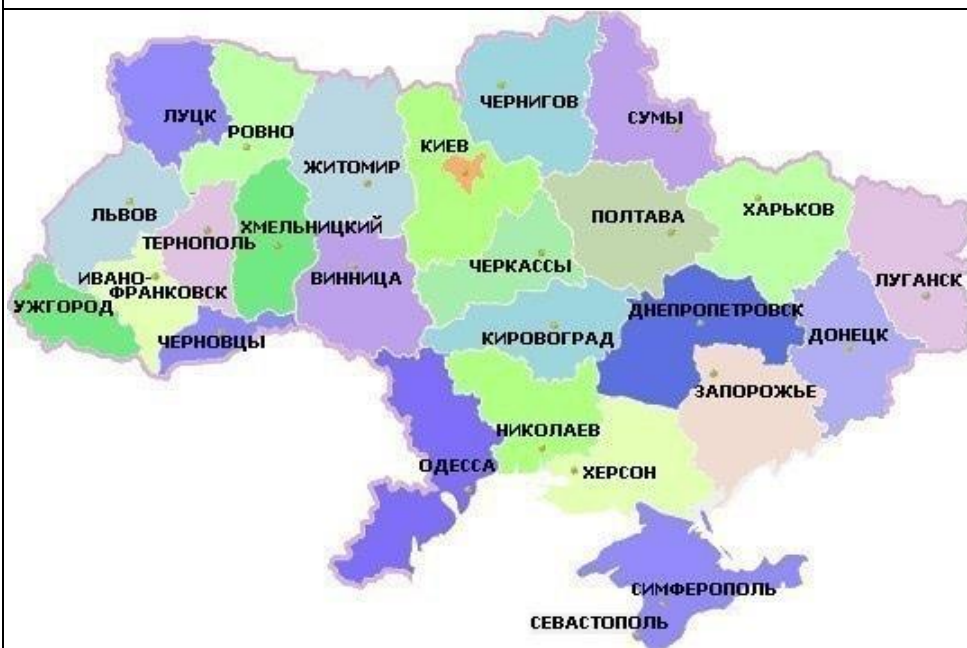 ЧЕРНИГОВ
ЛУЦК
СУМЫ
РОВНО
КИЕВ
ЖИТОМИР
ХАРЬКОВ
ЛЬВОВ
ПОЛТАВА
ТЕРНОПОЛЬ
ХМЕЛЬНИЦКИЙ
ЧЕРКАССЫ
ИВАНО-
ФРАНКОВСК
ВИННИЦА
ЛУГАНСК
УЖГОРОД
ДНЕПРОПЕТРОВСК
ЧЕРНОВЦЫ
КИРОВОГРАД
ДОНЕЦК
ЗАПОРОЖЬЕ
НИКОЛАЕВ
ОДЕССА
ХЕРСОН
СИМФЕРОПОЛЬ
СЕВАСТОПОЛЬ